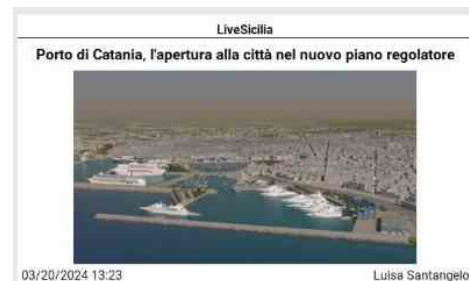 LiveSicilia
Porto di Catania, l'apertura alla città nel nuovo piano regolatore
03/20/2024 13:23
Luisa Santangelo